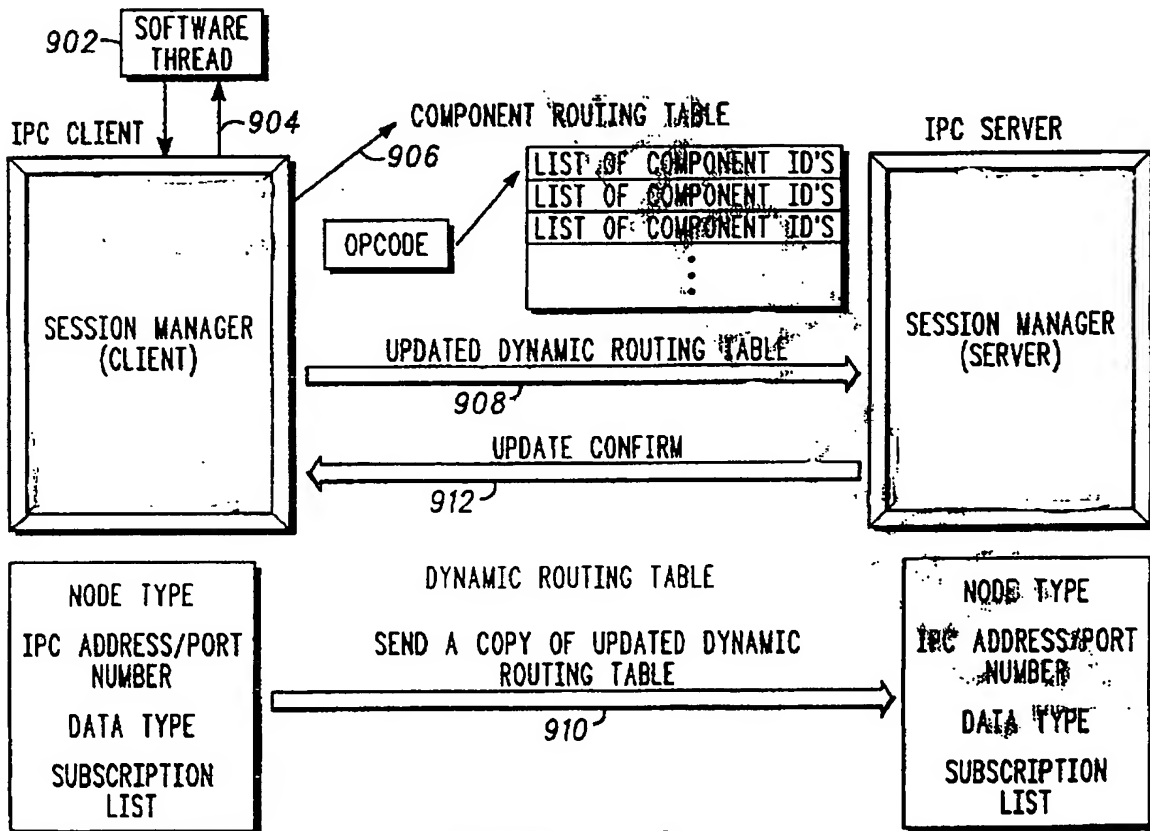 902
SOFTWARE
THREAD
904
IPC CLIENT
906
COMPONENT ROUTING TABLE
IPC SERVER
LIST OF COMPONENT ID'S
LIST OF COMPONENT ID'S
LIST OF COMPONENT ID'S
OPCODE
SESSION MANAGER
(CLIENT)
SESSION MANAGER
(SERVER)
UPDATED DYNAMIC ROUTING TABLE
908
UPDATE CONFIRM
912
DYNAMIC ROUTING TABLE
NODE TYPE
IPC ADDRESS/PORT
NUMBER
DATA TYPE
SUBSCRIPTION
LIST
SEND A COPY OF UPDATED DYNAMIC
ROUTING TABLE
910
NODE TYPE
IPC ADDRESS/PORT
NUMBER
DATA TYPE
SUBSCRIPTION
LIST